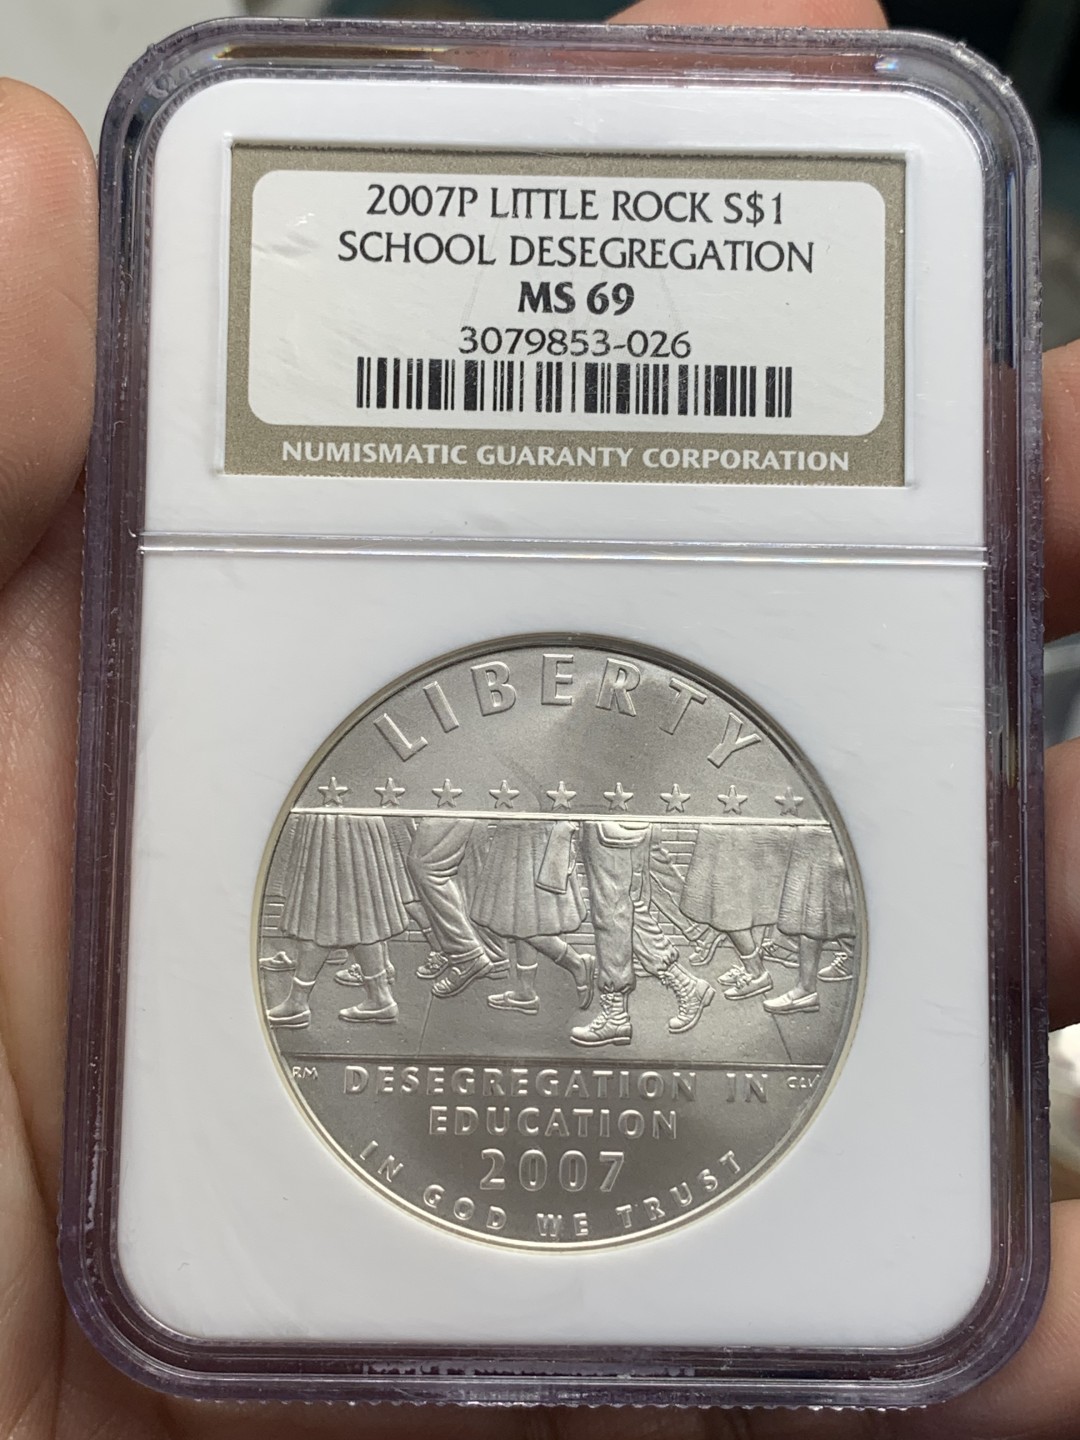 2007P LITTLE ROCK S$1
SCHOOL DESEGREGATION
MS 69
3079853-026
NUMISMATIC GUARANTY CORPORATION
LIBERTY
RM
CLV
DESEGREGATION IN
EDUCATION
2007
IN GOD WE TRUST